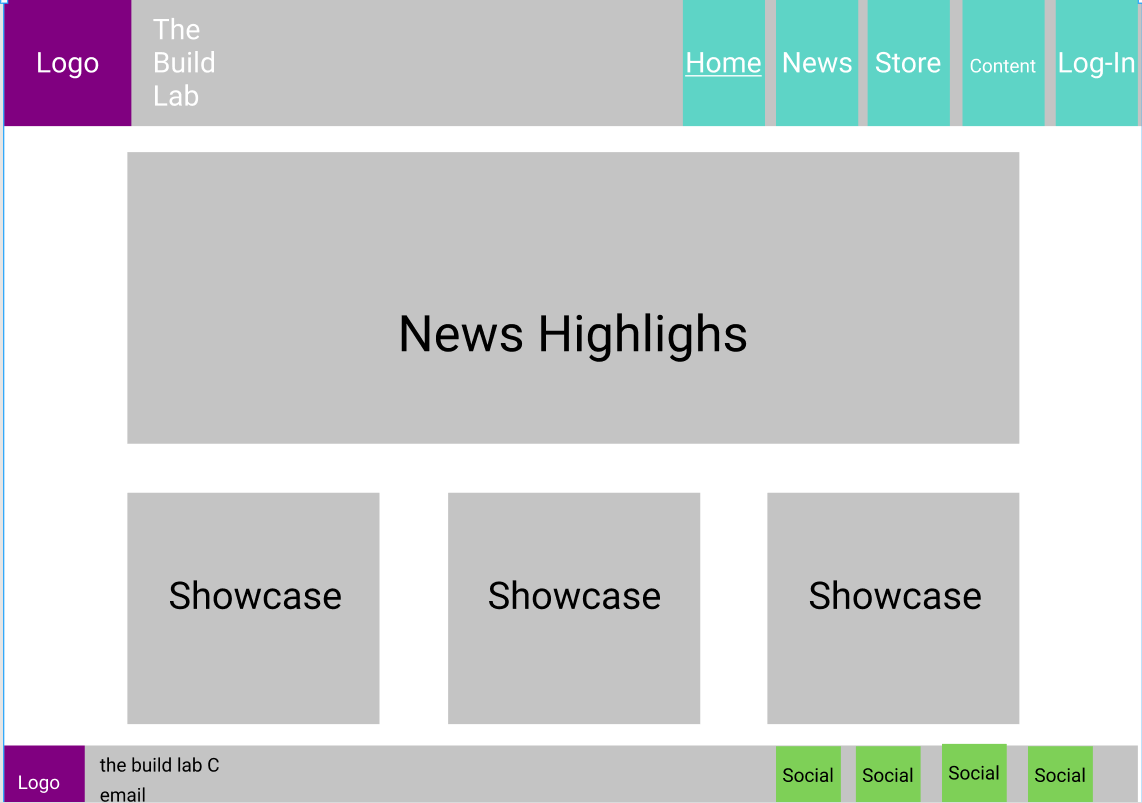 Logo
The
Build
Lab
Home
News
Store
Content
Log-In
News Highlighs
Showcase
Showcase
Showcase
Logo
the build lab C
email
Social
Social
Social
Social